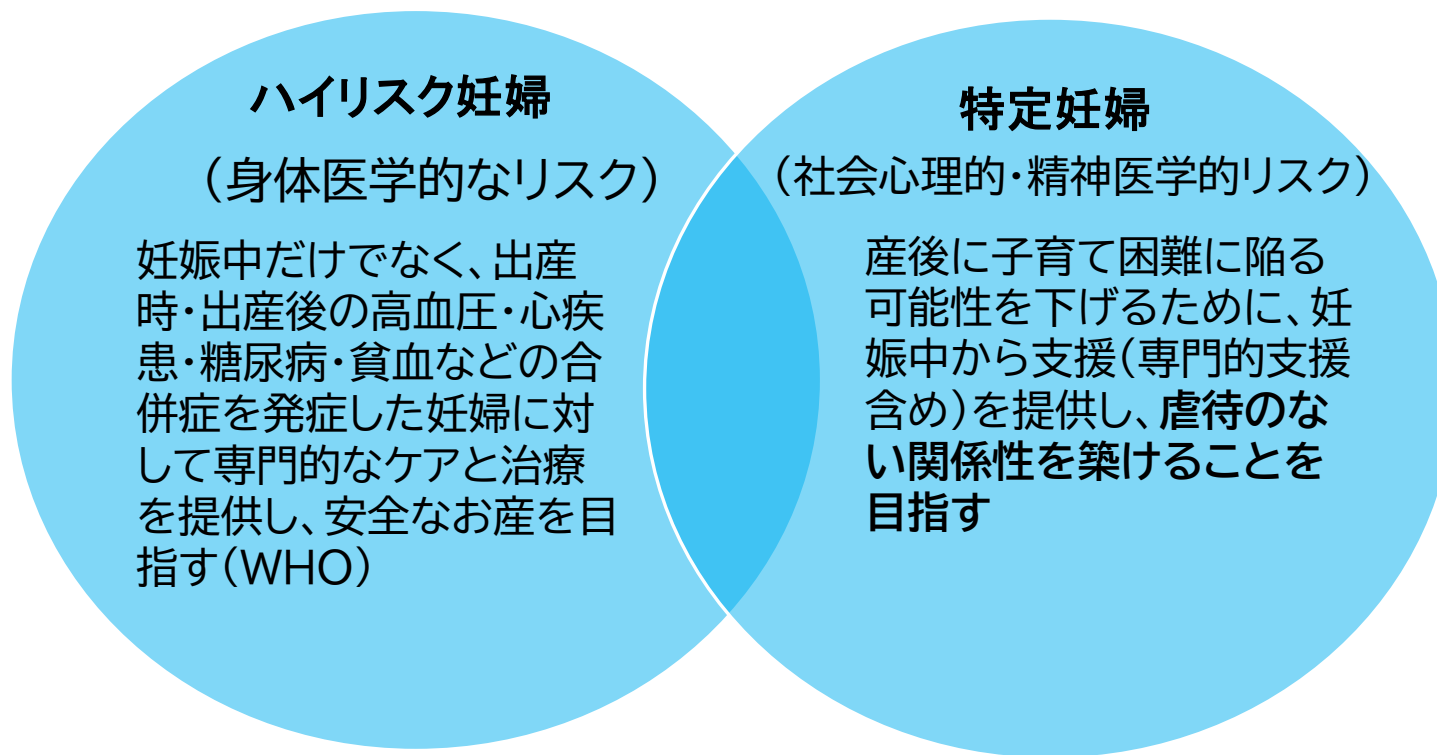 ハイリスク妊婦
（身体医学的なリスク）
妊娠中だけでなく、出産
時・出産後の高血圧・心疾
患・糖尿病・貧血などの合
併症を発症した妊婦に対
して専門的なケアと治療
を提供し、安全なお産を目
指す（WHO）
特定妊婦
（社会心理的・精神医学的リスク）
産後に子育て困難に陥る
可能性を下げるために、妊
娠中から支援（専門的支援
含め）を提供し、虐待のな
い関係性を築けることを
目指す